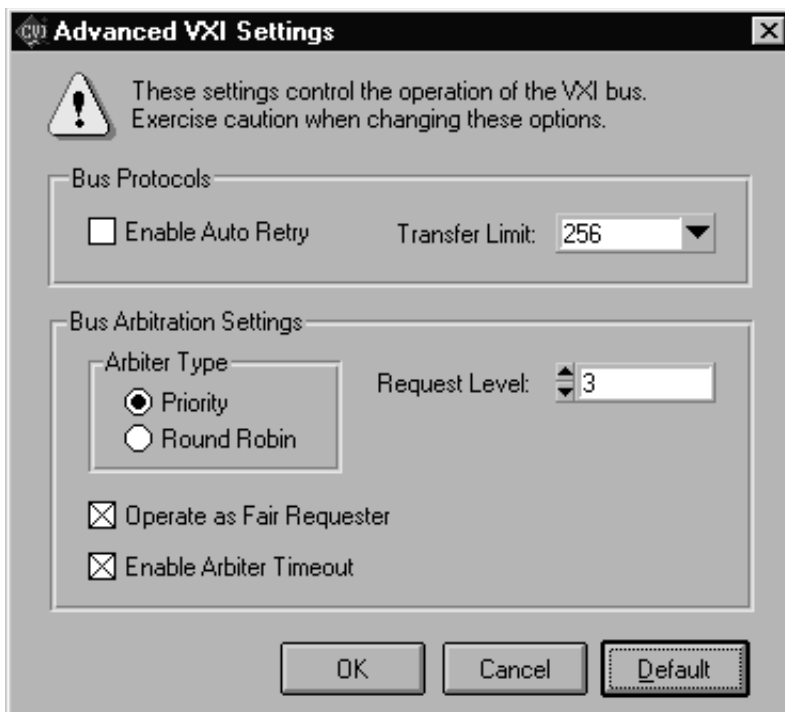 CVI Advanced VXI Settings
These settings control the operation of the VXI bus.
Exercise caution when changing these options.
Bus Protocols
Enable Auto Retry
Transfer Limit: 256
Bus Arbitration Settings
Arbiter Type
Priority
Round Robin
Request Level: 3
Operate as Fair Requester
Enable Arbiter Timeout
OK Cancel Default